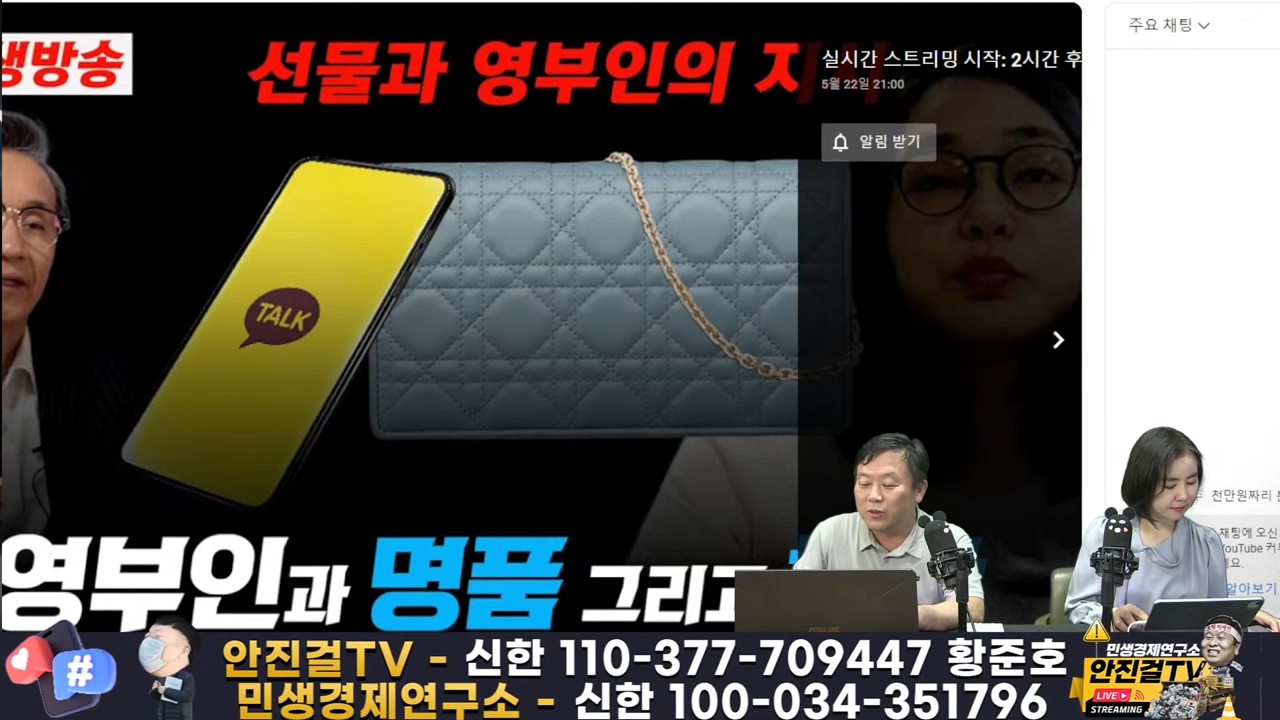 생방송
선물과 영부인의 지
실시간 스트리밍 시작: 2시간 후
5월 22일 21:00
알림 받기
주요 채팅
TALK
천만원짜리
채팅에 오신
YouTube 커
요.
알아보기
영부인과 명품 그리고
#
안진걸TV - 신한 110-377-709447 황준호
민생경제연구소 - 신한 100-034-351796
민생경제연구소
안진걸TV
LIVE
STREAMING